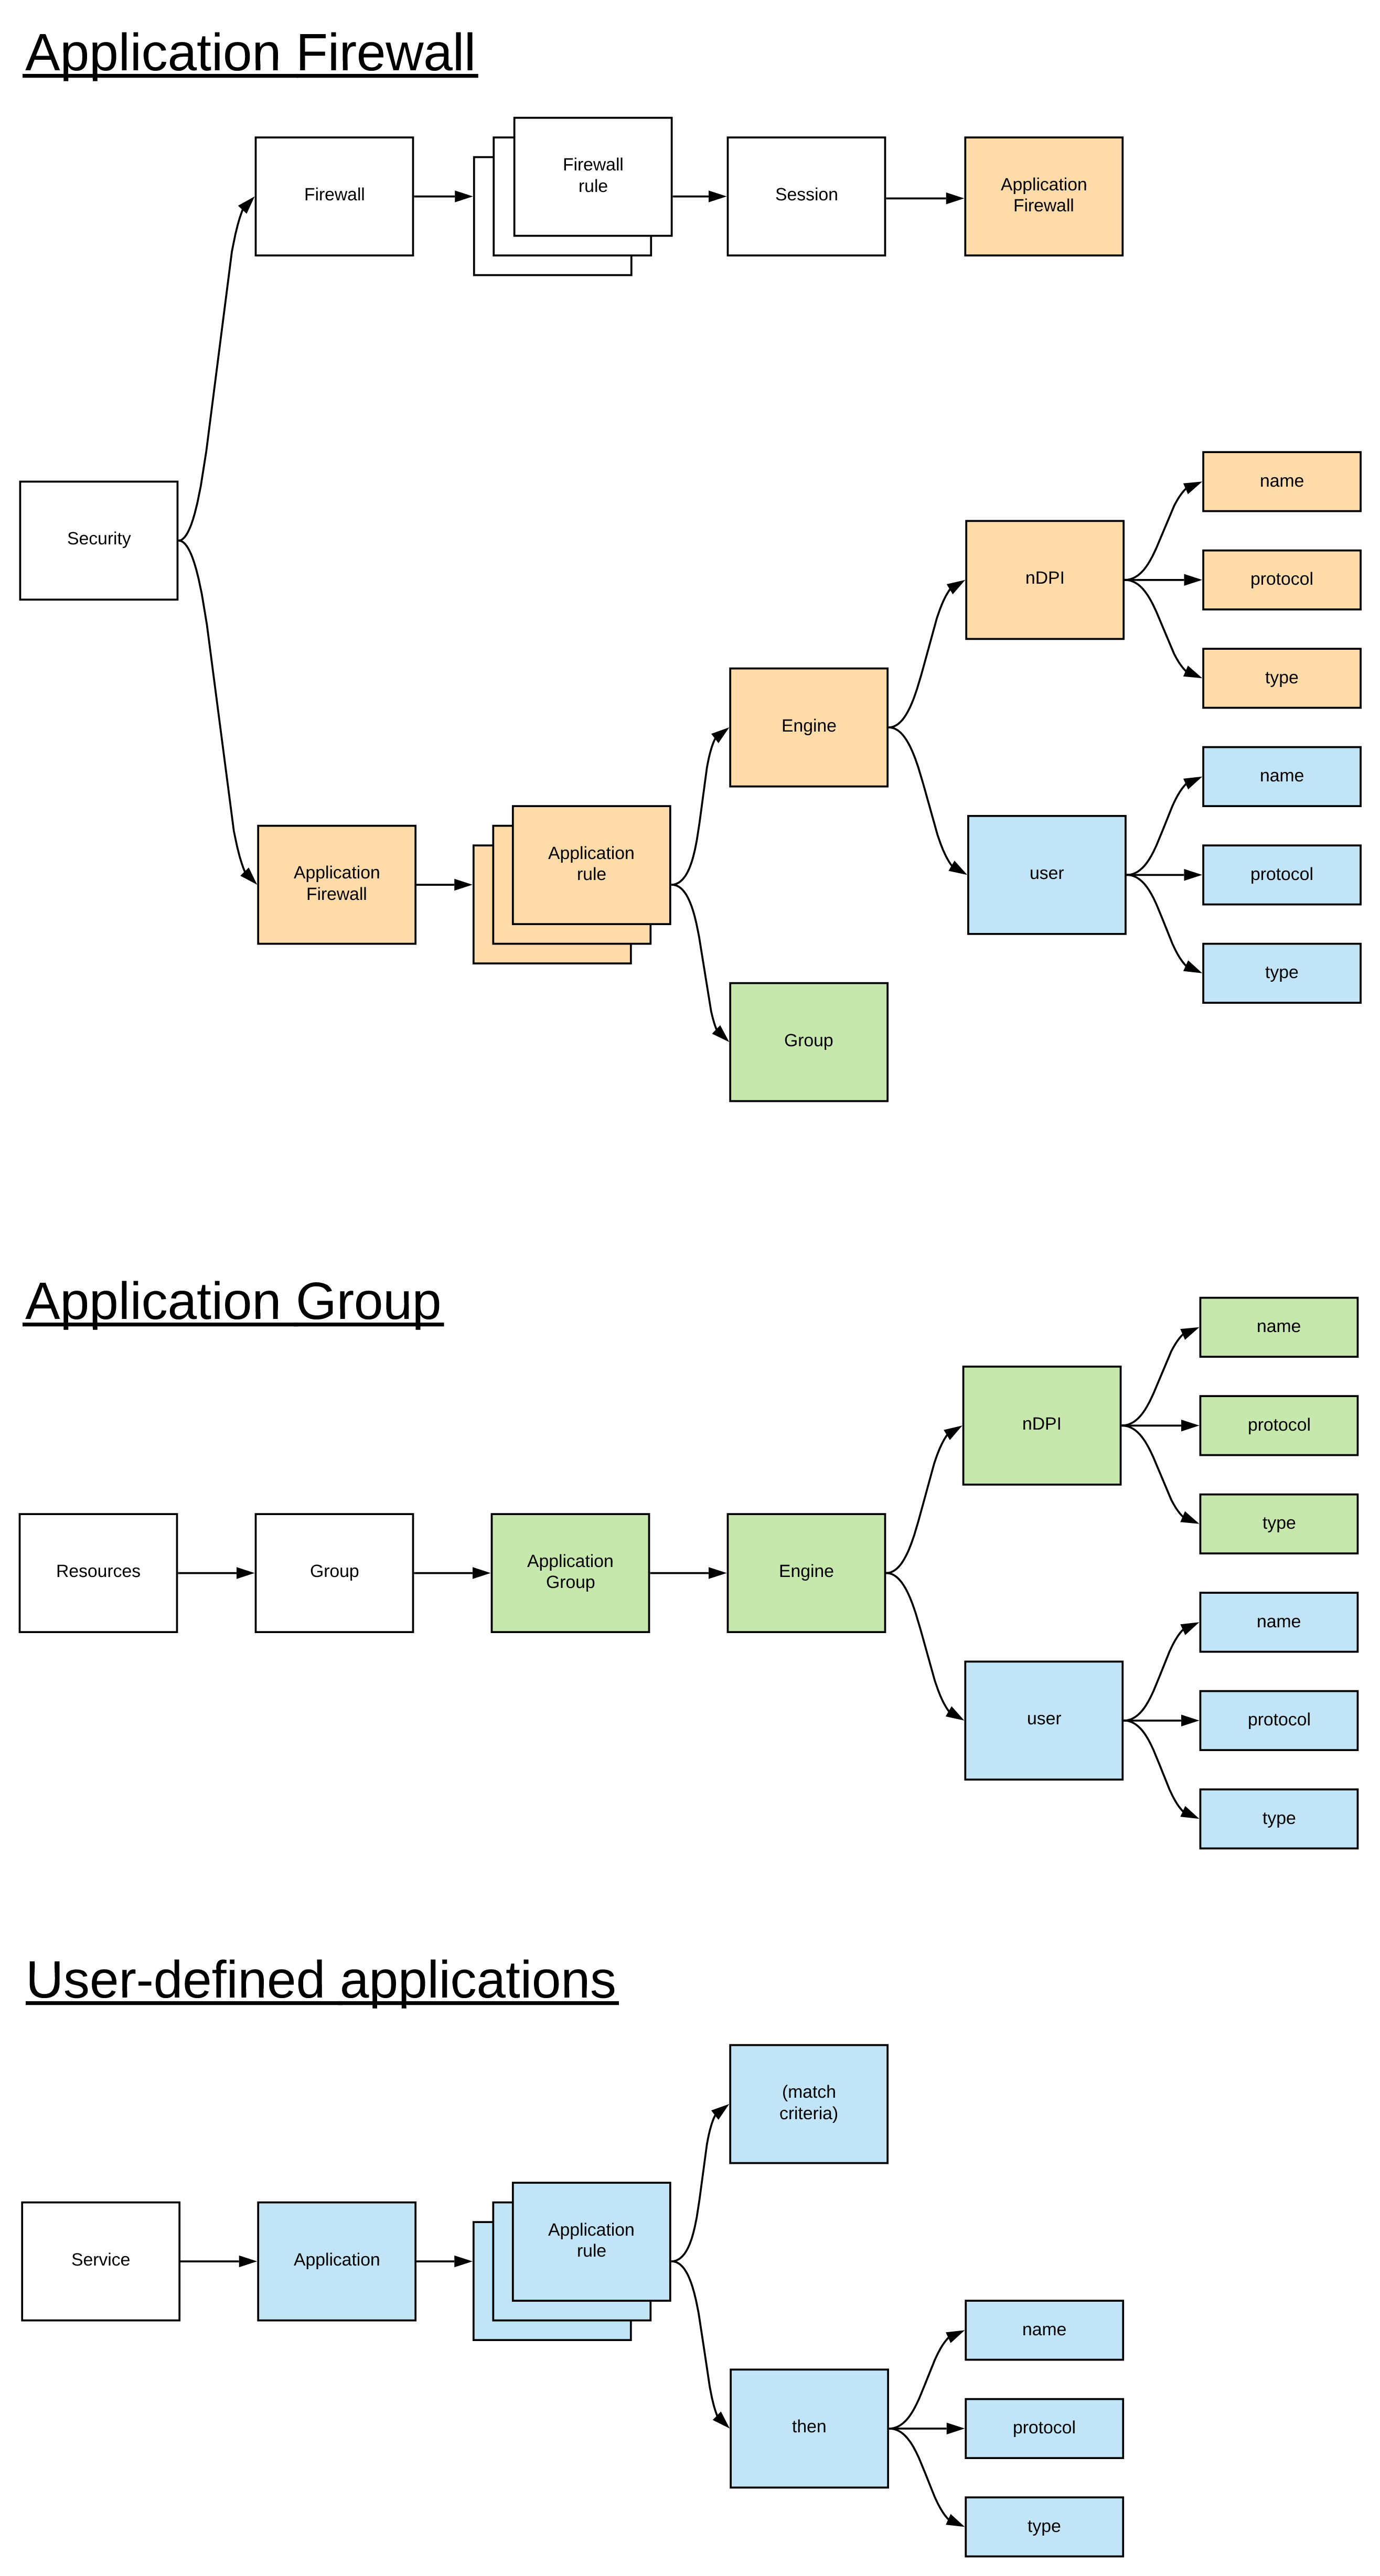 Application Firewall
Firewall
Firewall
rule
Session
Application
Firewall
Security
name
protocol
type
nDPI
Engine
name
protocol
type
user
Application
Firewall
Application
rule
Group
Application Group
name
protocol
type
nDPI
Resources
Group
Application
Group
Engine
name
protocol
type
user
User-defined applications
(match
criteria)
Service
Application
Application
rule
then
name
protocol
type